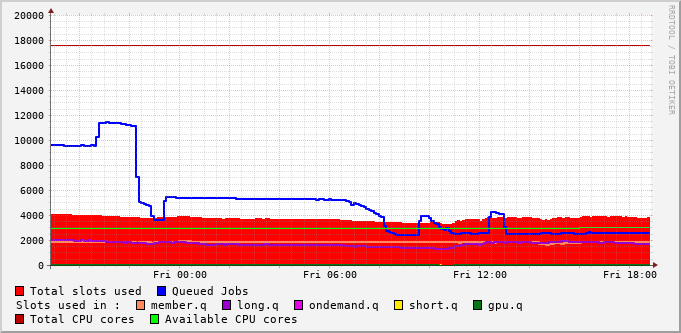 RRDTOOL / TOBI OETIKER
20000
18000
16000
14000
12000
10000
8000
6000
4000
2000
0
Fri 00:00 Fri 06:00 Fri 12:00 Fri 18:00
Total slots used Queued Jobs
Slots used in : member.q long.q ondemand.q short.q gpu.q
Total CPU cores Available CPU cores